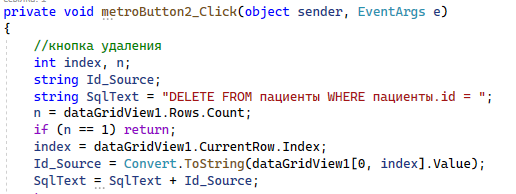 private void metroButton2_Click(object sender, EventArgs e)
{
//кнопка удаления
int index, n;
string Id_Source;
string SqlText = "DELETE FROM пациенты WHERE пациенты.id = ";
n = dataGridView1.Rows.Count;
if (n == 1) return;
index = dataGridView1.CurrentRow.Index;
Id_Source = Convert.ToString(dataGridView1[0, index].Value);
SqlText = SqlText + Id_Source;